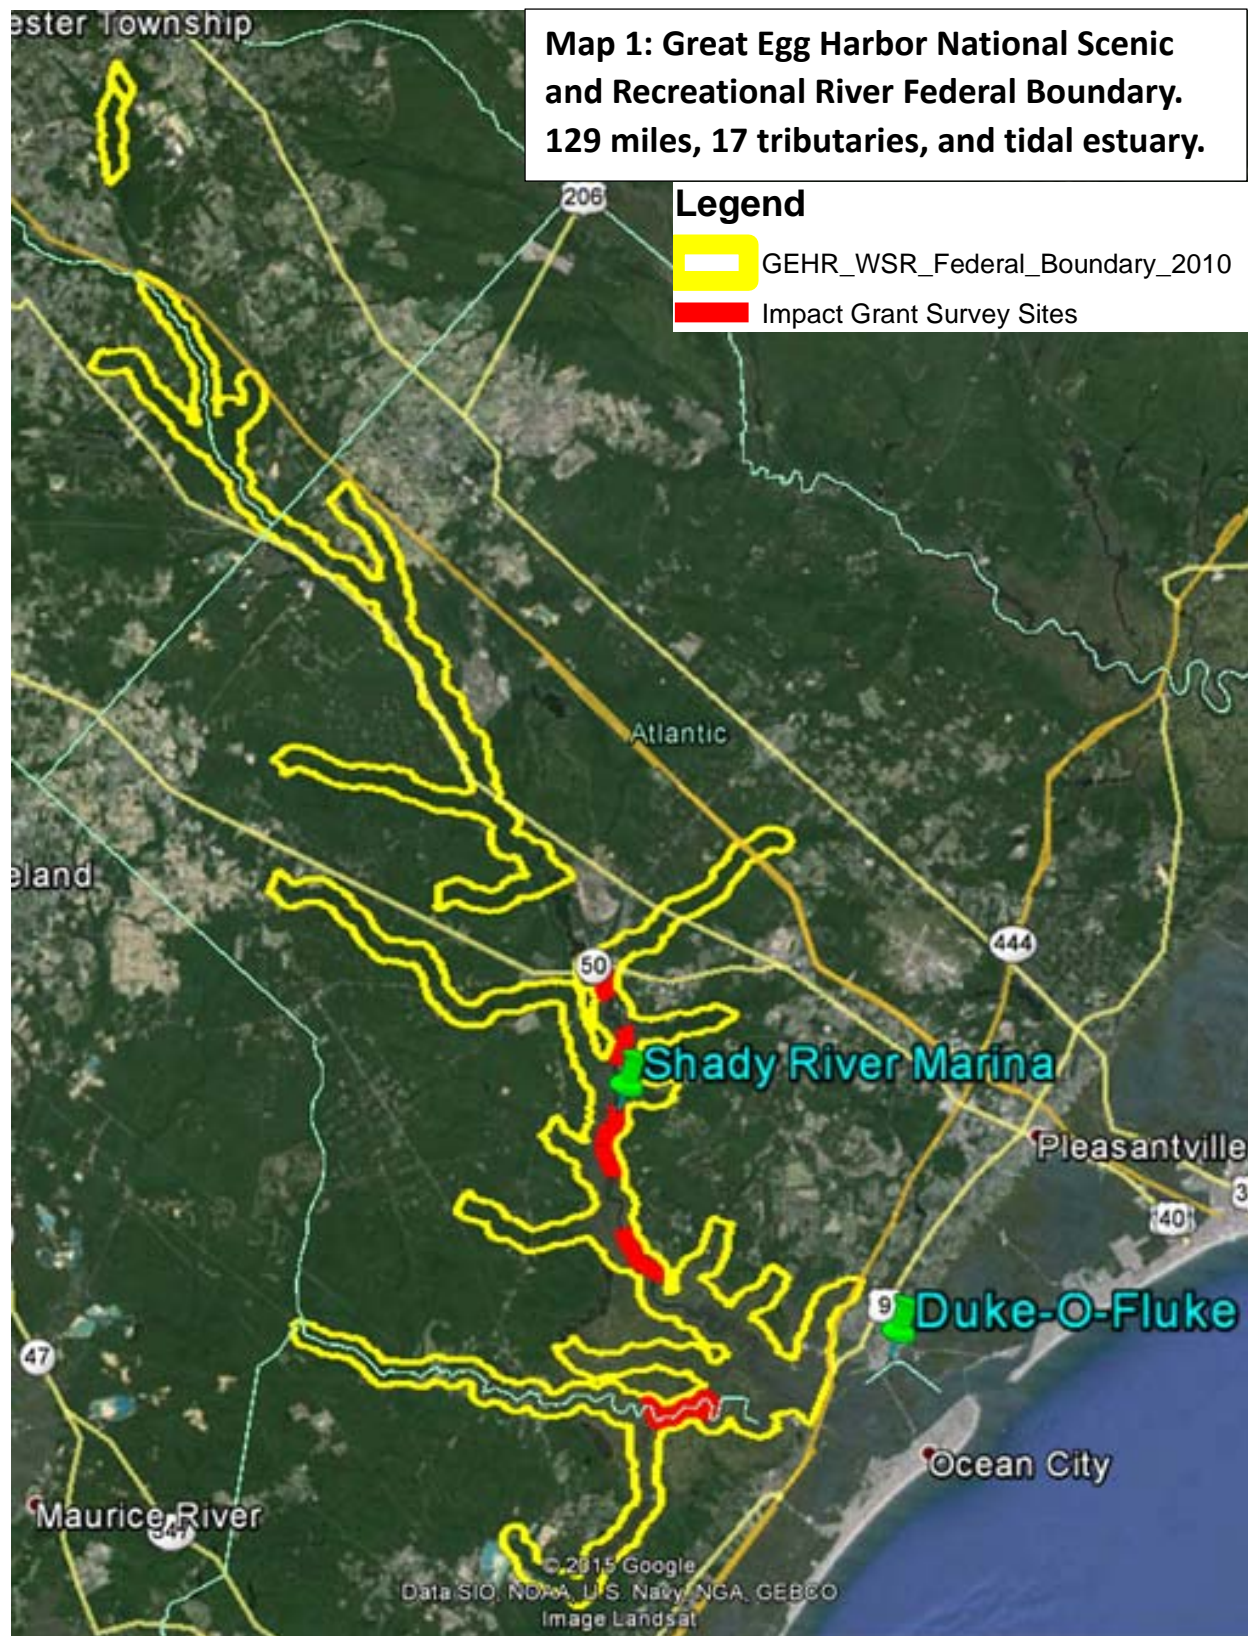 ester Township
Map 1: Great Egg Harbor National Scenic
and Recreational River Federal Boundary.
129 miles, 17 tributaries, and tidal estuary.
206
Legend
GEHR_WSR_Federal_Boundary_2010
Impact Grant Survey Sites
Atlantic
eland
444
50
Shady River Marina
Pleasantville
3
40
9
Duke-O-Fluke
47
Ocean City
Maurice River
347
© 2015 Google
Data SIO, NOAA, U.S. Navy, NGA, GEBCO
Image Landsat